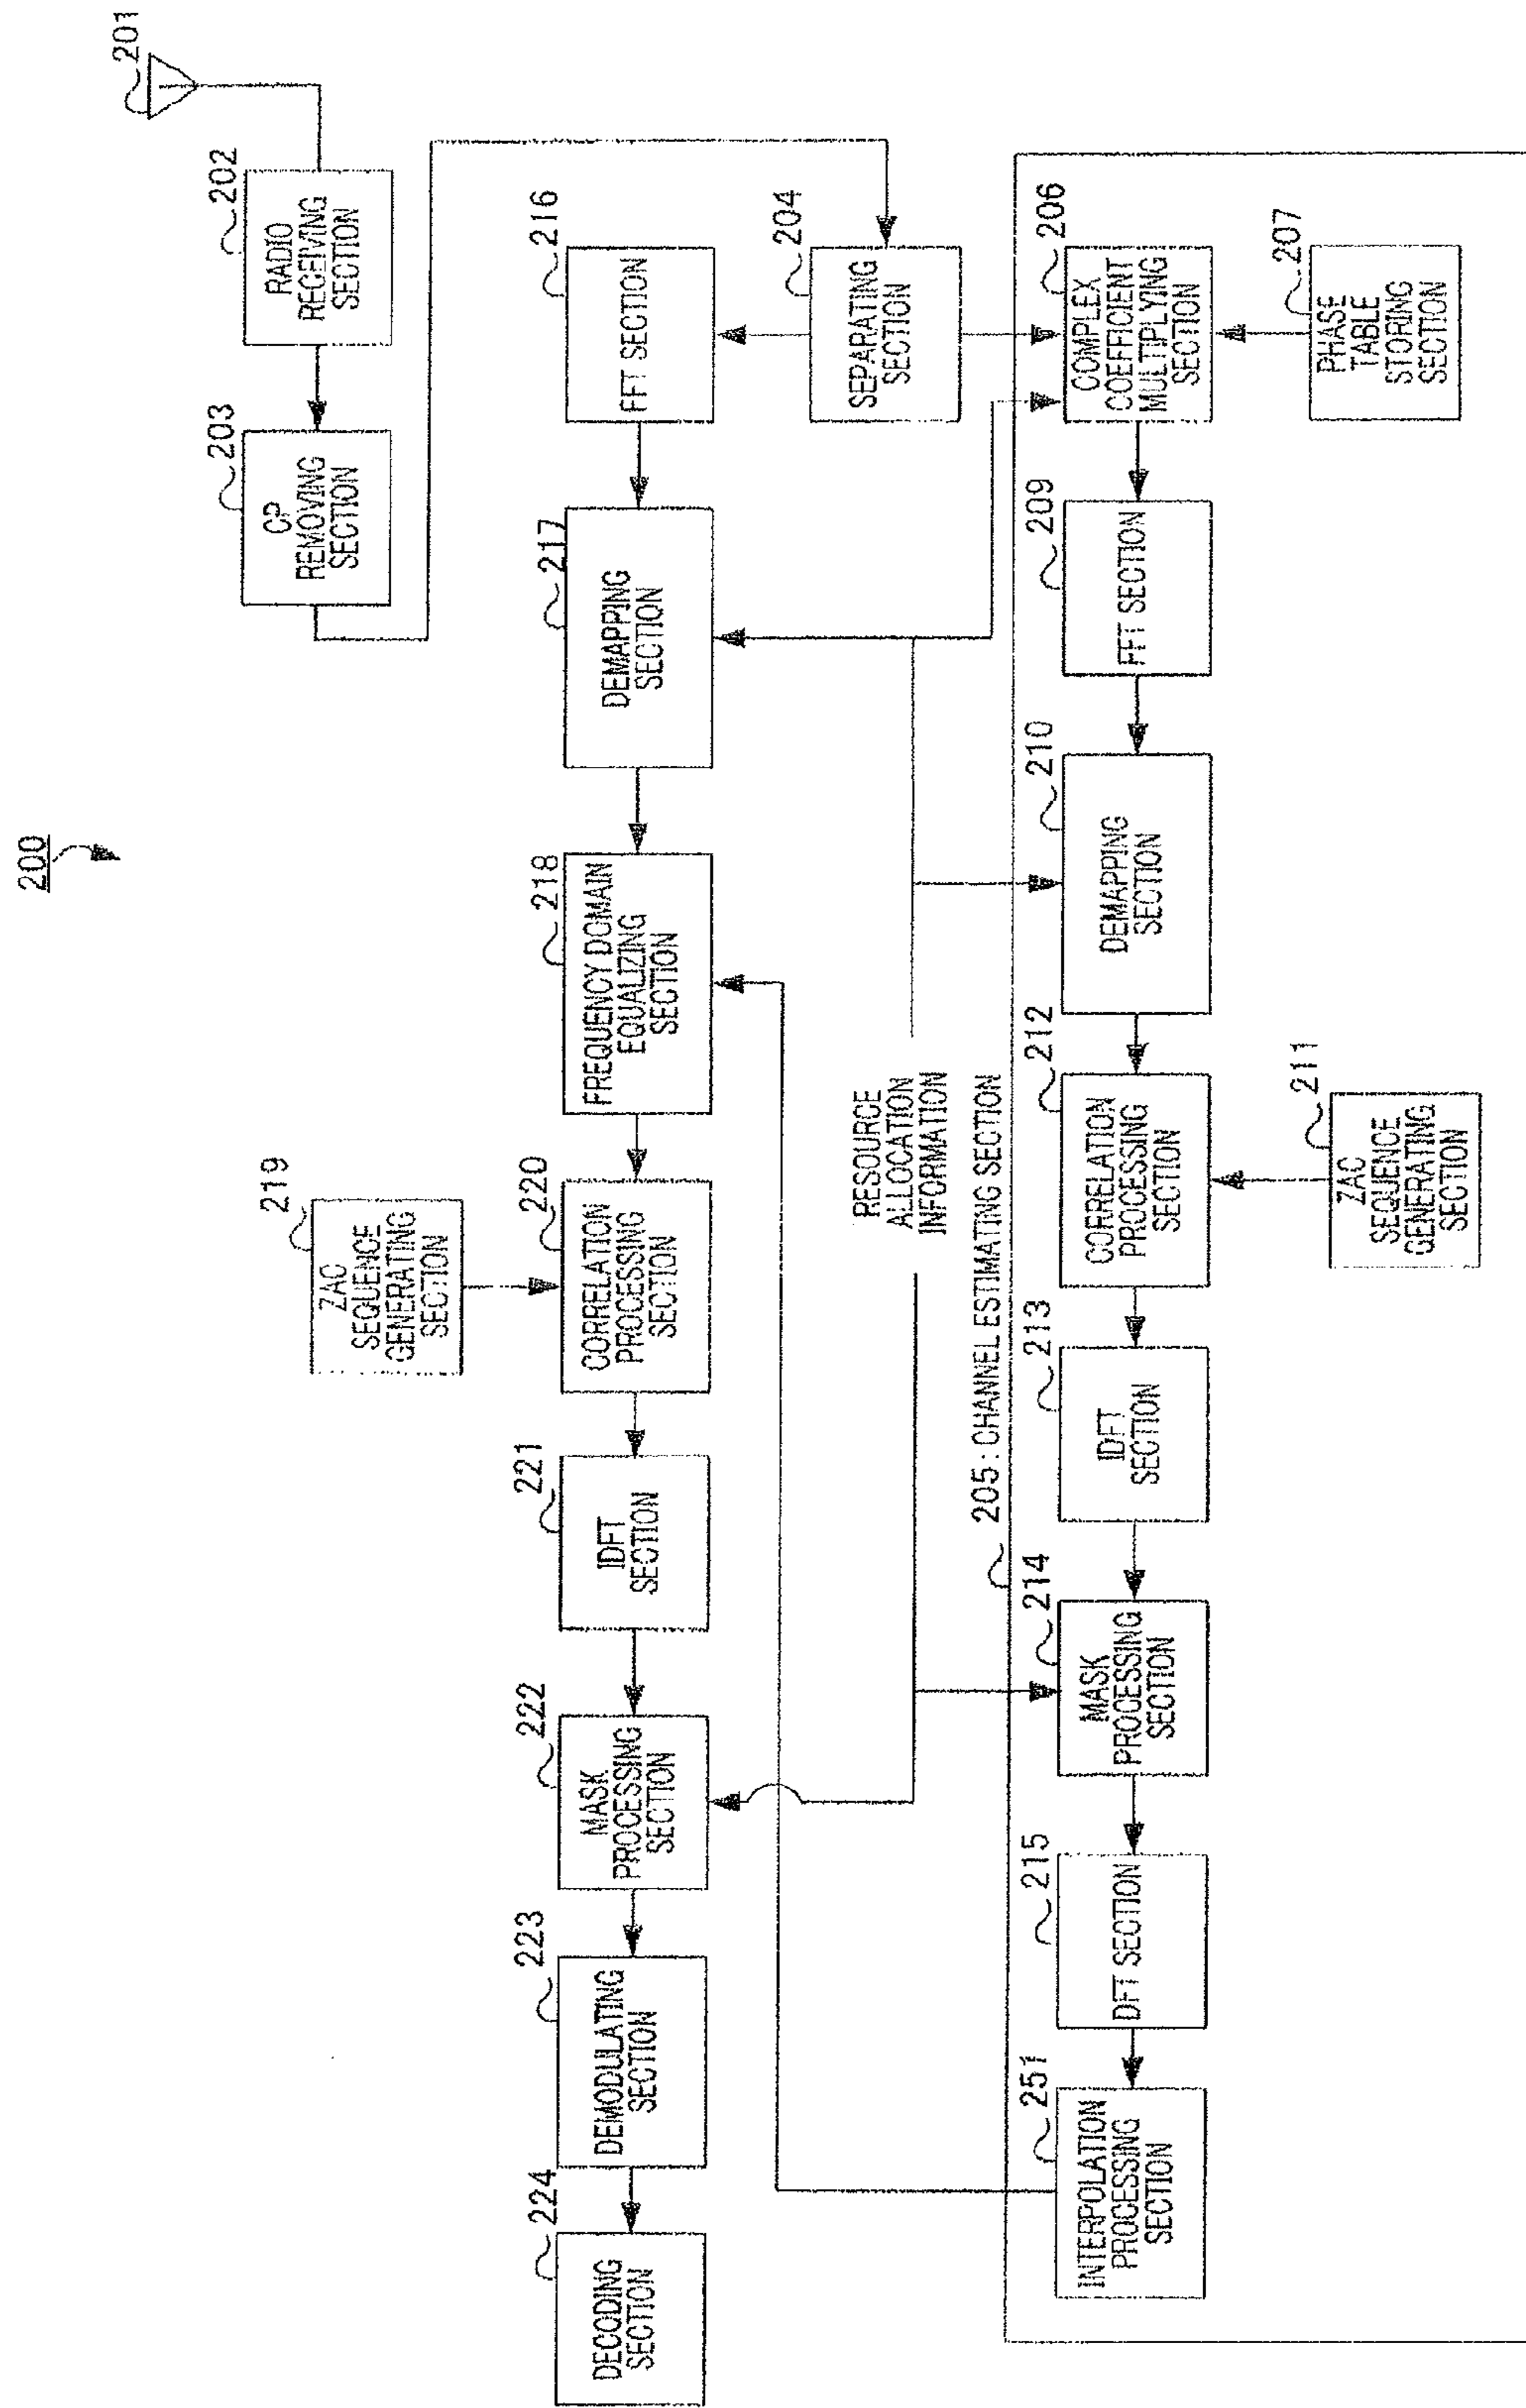 200
201
202
RADIO
RECEIVING
SECTION
203
CP
REMOVING
SECTION
204
SEPARATING
SECTION
216
FFT SECTION
217
DEMAPPING
SECTION
218
FREQUENCY DOMAIN
EQUALIZING
SECTION
219
ZAC
SEQUENCE
GENERATING
SECTION
220
CORRELATION
PROCESSING
SECTION
221
IDFT
SECTION
222
MASK
PROCESSING
SECTION
223
DEMODULATING
SECTION
224
DECODING
SECTION
RESOURCE
ALLOCATION
INFORMATION
205 : CHANNEL ESTIMATING SECTION
206
COMPLEX
COEFFICIENT
MULTIPLYING
SECTION
207
PHASE
TABLE
STORING
SECTION
209
FFT SECTION
210
DEMAPPING
SECTION
211
ZAC
SEQUENCE
GENERATING
SECTION
212
CORRELATION
PROCESSING
SECTION
213
IDFT
SECTION
214
MASK
PROCESSING
SECTION
215
DFT SECTION
251
INTERPOLATION
PROCESSING
SECTION